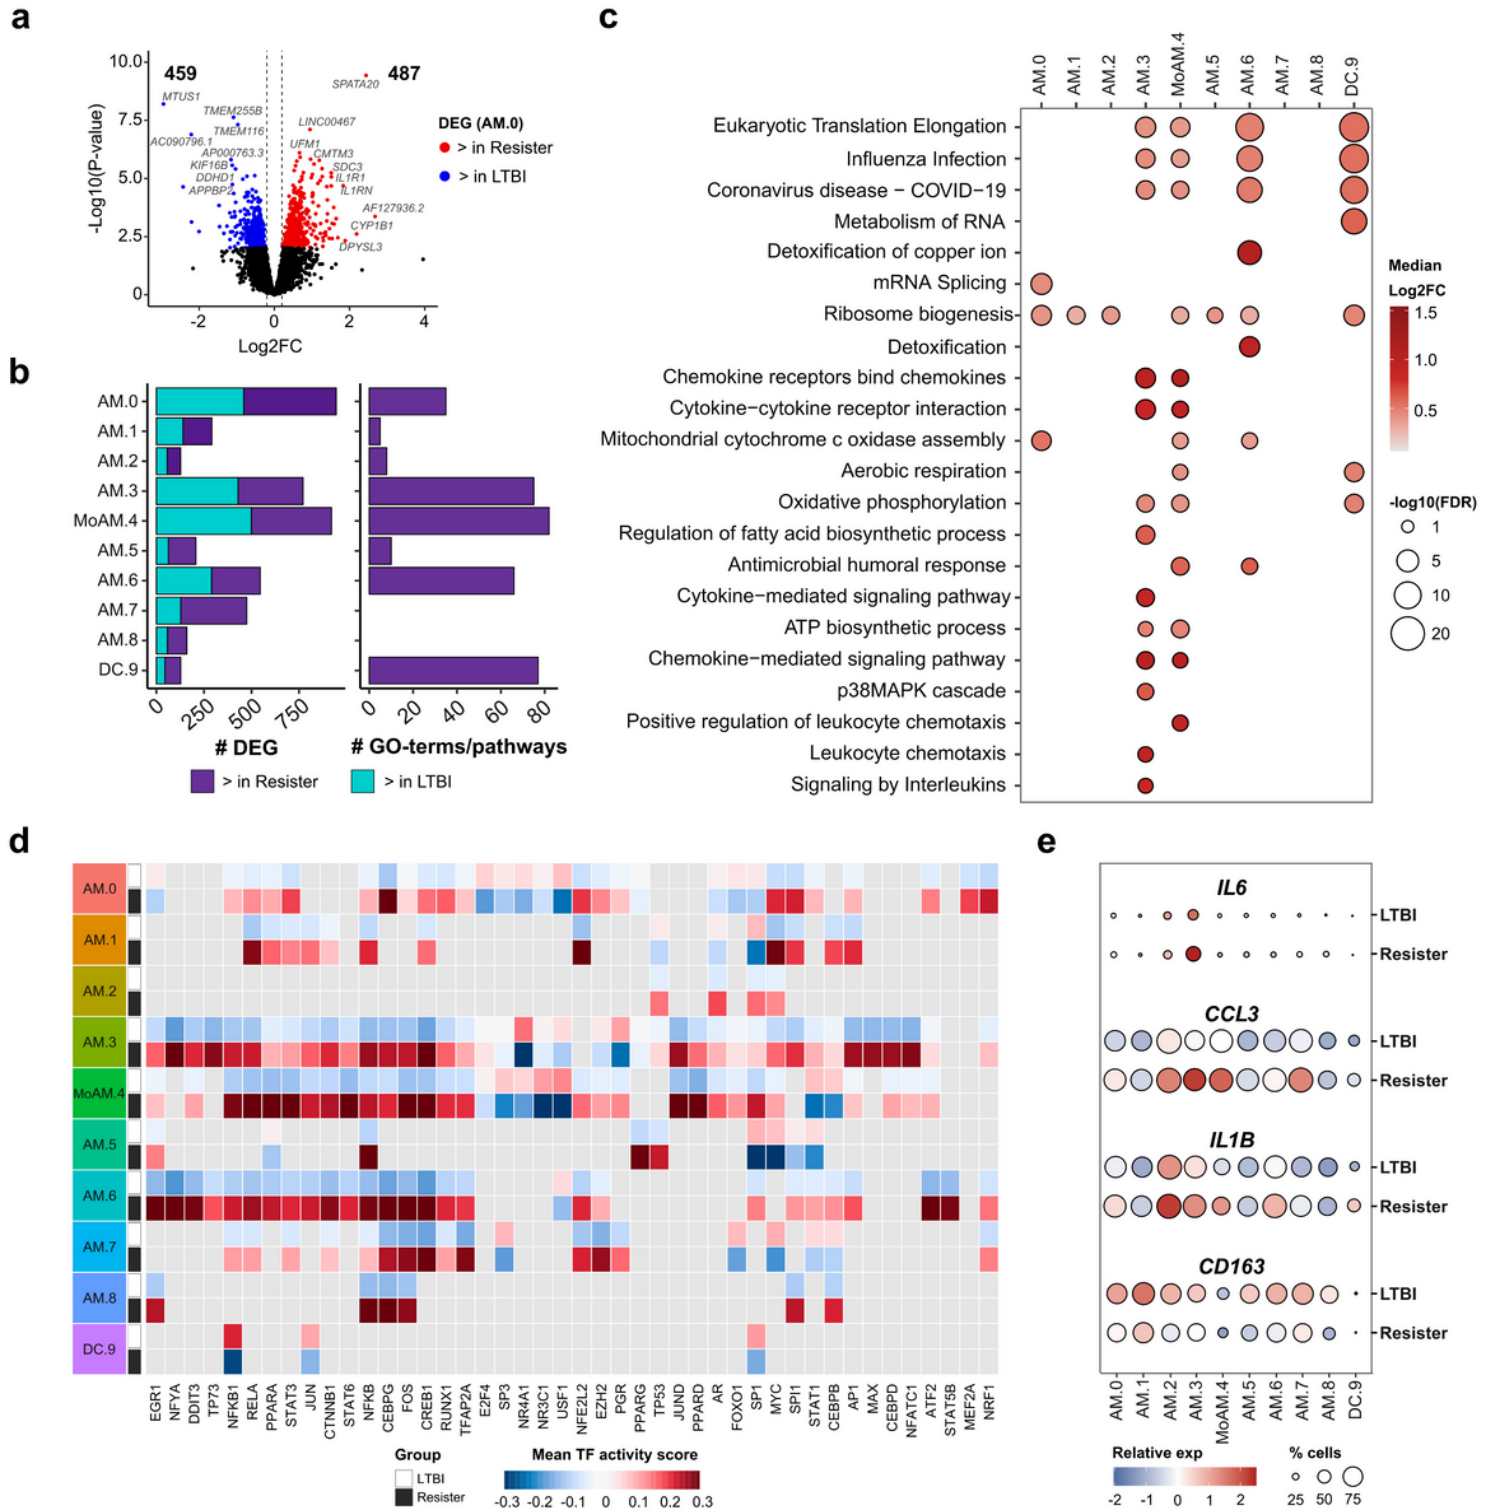 a
10.0
7.5
5.0
2.5
0
-Log10(P-value)
459
487
SPATA20
MTUS1
TMEM255B
TMEM116
AC090796.1
AP000763.3
KIF16B
DDHD1
APPBP2
LINC00467
UFM1
CMTM3
SDC3
IL1R1
IL1RN
AF127936.2
CYP1B1
DPYSL3
-2
0
2
4
Log2FC
DEG (AM.0)
> in Resister
> in LTBI
b
AM.0
AM.1
AM.2
AM.3
MoAM.4
AM.5
AM.6
AM.7
AM.8
DC.9
0
250
500
750
# DEG
0
20
40
60
80
# GO-terms/pathways
> in Resister
> in LTBI
c
AM.0
AM.1
AM.2
AM.3
MoAM.4
AM.5
AM.6
AM.7
AM.8
DC.9
Eukaryotic Translation Elongation
Influenza Infection
Coronavirus disease − COVID−19
Metabolism of RNA
Detoxification of copper ion
mRNA Splicing
Ribosome biogenesis
Detoxification
Chemokine receptors bind chemokines
Cytokine−cytokine receptor interaction
Mitochondrial cytochrome c oxidase assembly
Aerobic respiration
Oxidative phosphorylation
Regulation of fatty acid biosynthetic process
Antimicrobial humoral response
Cytokine−mediated signaling pathway
ATP biosynthetic process
Chemokine−mediated signaling pathway
p38MAPK cascade
Positive regulation of leukocyte chemotaxis
Leukocyte chemotaxis
Signaling by Interleukins
Median
Log2FC
1.5
1.0
0.5
-log10(FDR)
1
5
10
20
d
AM.0
AM.1
AM.2
AM.3
MoAM.4
AM.5
AM.6
AM.7
AM.8
DC.9
EGR1
NFYA
DDIT3
TP73
NFKB1
RELA
PPARA
STAT3
JUN
CTNNB1
STAT6
NFKB
CEBPG
FOS
CREB1
RUNX1
TFAP2A
E2F4
SP3
NR4A1
NR3C1
USF1
NFE2L2
EZH2
PGR
PPARG
TP53
JUND
PPARD
AR
FOXO1
SP1
MYC
SPI1
STAT1
CEBPB
AP1
MAX
CEBPD
NFATC1
ATF2
STAT5B
MEF2A
NRF1
Group
LTBI
Resister
Mean TF activity score
-0.3
-0.2
-0.1
0
0.1
0.2
0.3
e
IL6
LTBI
Resister
CCL3
LTBI
Resister
IL1B
LTBI
Resister
CD163
LTBI
Resister
AM.0
AM.1
AM.2
AM.3
MoAM.4
AM.5
AM.6
AM.7
AM.8
DC.9
Relative exp
-2
-1
0
1
2
% cells
25
50
75